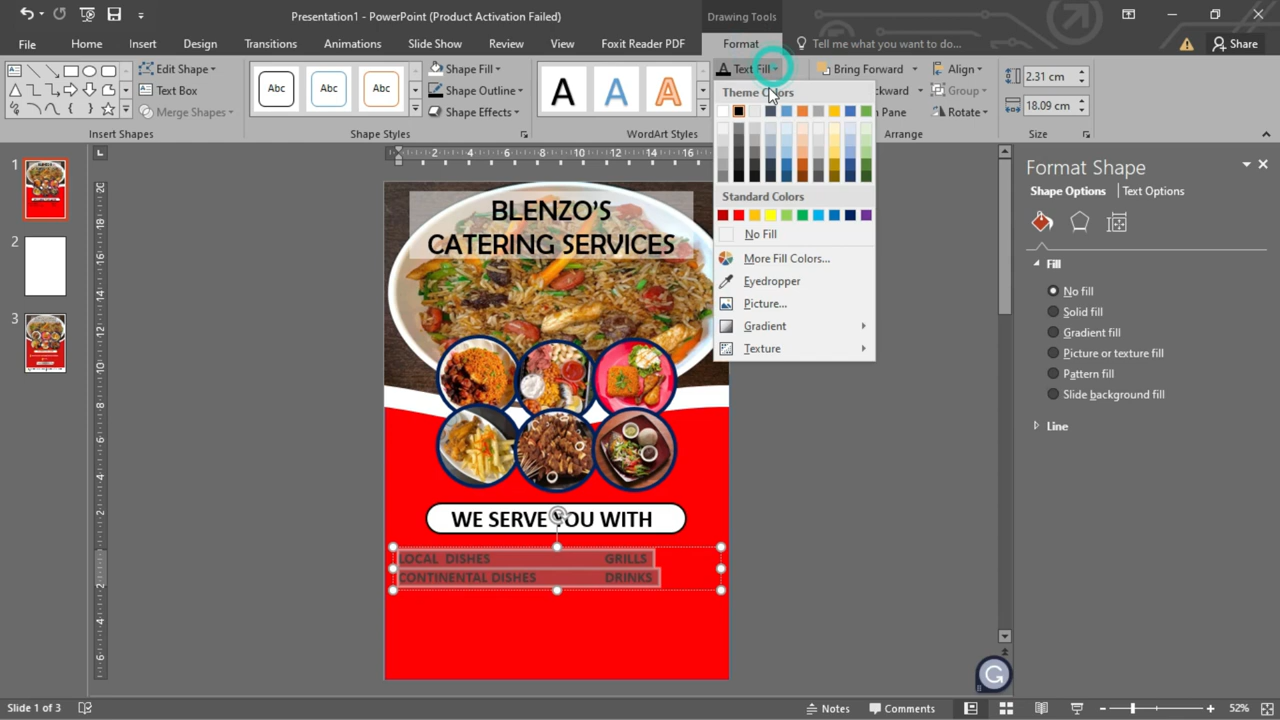 Presentation1 - PowerPoint (Product Activation Failed)
Drawing Tools
File
Home
Insert
Design
Transitions
Animations
Slide Show
Review
View
Foxit Reader PDF
Format
Tell me what you want to do...
Share
Edit Shape
Text Box
Merge Shapes
Insert Shapes
Abc
Abc
Abc
Shape Fill
Shape Outline
Shape Effects
Shape Styles
A
A
A
WordArt Styles
Text Fill
Bring Forward
Align
Group
Rotate
Arrange
2.31 cm
18.09 cm
Size
Theme Colors
Standard Colors
No Fill
More Fill Colors...
Eyedropper
Picture...
Gradient
Texture
1
2
3
BLENZO'S
CATERING SERVICES
WE SERVE YOU WITH
LOCAL DISHES GRILLS
CONTINENTAL DISHES DRINKS
Format Shape
Shape Options
Text Options
Fill
No fill
Solid fill
Gradient fill
Picture or texture fill
Pattern fill
Slide background fill
Line
Slide 1 of 3
Notes
Comments
52%